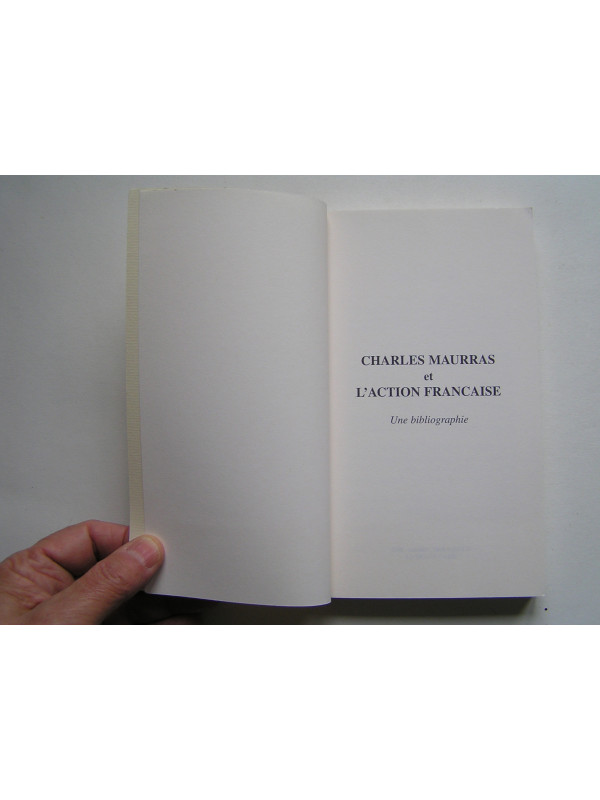 CHARLES MAURRAS
et
L'ACTION FRANCAISE
Une bibliographie